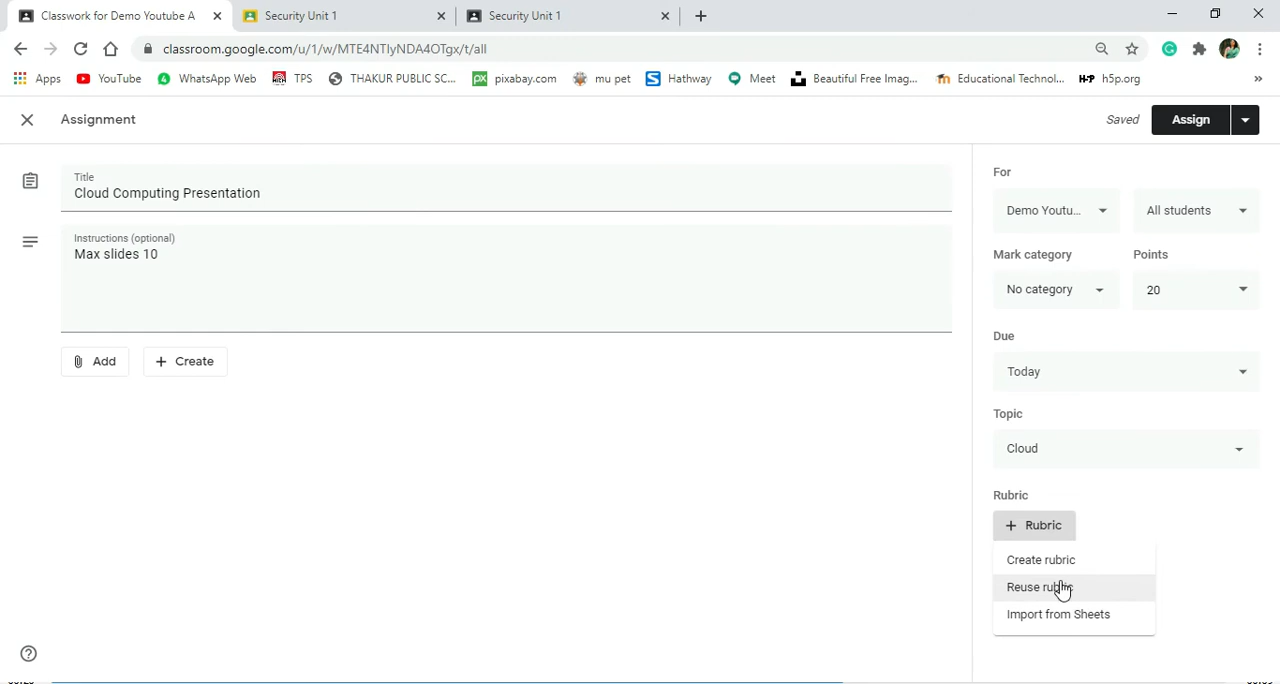 Classwork for Demo Youtube A
Security Unit 1
Security Unit 1
classroom.google.com/u/1/w/MTE4NTIyNDA4OTgx/t/all
Apps
YouTube
WhatsApp Web
TPS
THAKUR PUBLIC SC...
px pixabay.com
mu pet
Hathway
Meet
Beautiful Free Imag...
Educational Technol...
H-P h5p.org
Assignment
Saved
Assign
Title
Cloud Computing Presentation
Instructions (optional)
Max slides 10
Add
Create
For
Demo Youtu...
All students
Mark category
Points
No category
20
Due
Today
Topic
Cloud
Rubric
Rubric
Create rubric
Reuse rubric
Import from Sheets